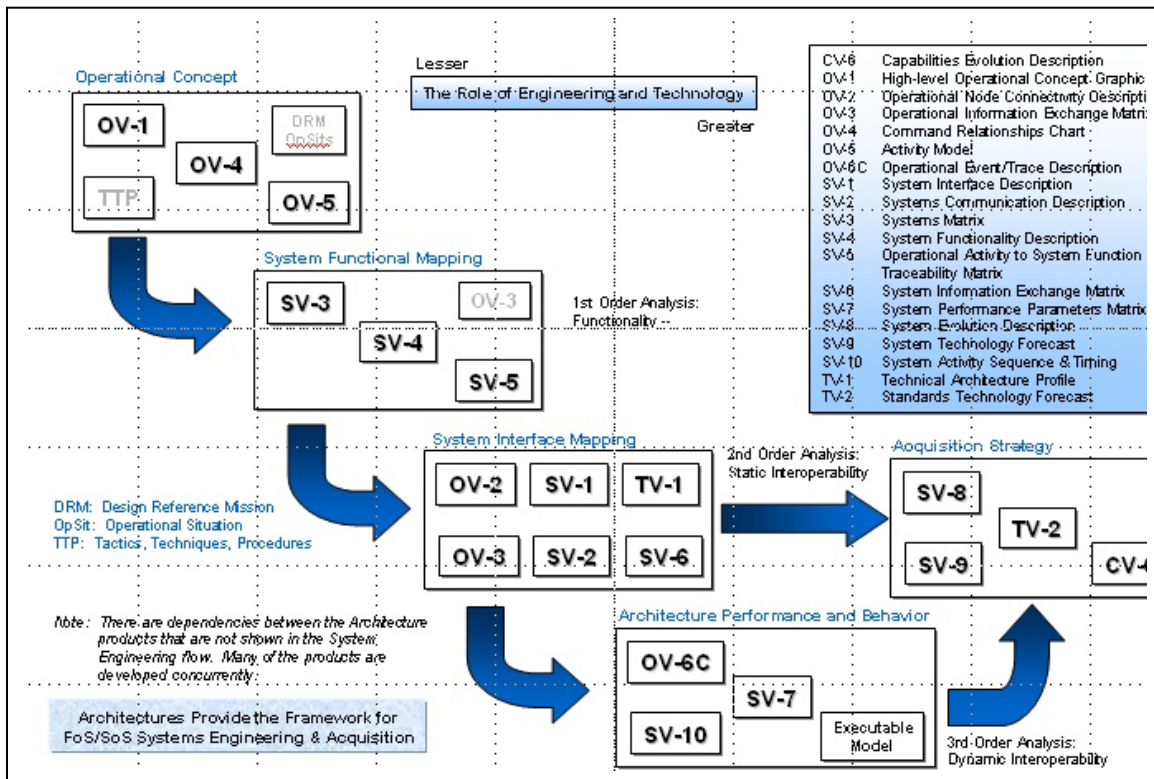 Operational Concept
OV-1
DRM
OpSits
OV-4
TTP
OV-5
Lesser
The Role of Engineering and Technology
Greater
CV-6 Capabilities Evolution Description
OV-1 High-level Operational Concept Graphic
OV-2 Operational Node Connectivity Descripti
OV-3 Operational Information Exchange Matrix
OV-4 Command Relationships Chart
OV-5 Activity Model
OV-6C Operational Event/Trace Description
SV-1 System Interface Description
SV-2 Systems Communication Description
SV-3 Systems Matrix
SV-4 System Functionality Description
SV-5 Operational Activity to System Function
Traceability Matrix
SV-6 System Information Exchange Matrix
SV-7 System Performance Parameters Matrix
SV-8 System Evolution Description
SV-9 System Technology Forecast
SV-10 System Activity Sequence & Timing
TV-1 Technical Architecture Profile
TV-2 Standards Technology Forecast
System Functional Mapping
SV-3
OV-3
SV-4
SV-5
1st Order Analysis:
Functionality --
System Interface Mapping
OV-2 SV-1 TV-1
OV-3 SV-2 SV-6
2nd Order Analysis:
Static Interoperability
Acquisition Strategy
SV-8
TV-2
SV-9
DRM: Design Reference Mission
OpSit: Operational Situation
TTP: Tactics, Techniques, Procedures
Note: There are dependencies between the Architecture
products that are not shown in the System
Engineering flow. Many of the products are
developed concurrently.
Architectures Provide the Framework for
FoS/SoS Systems Engineering & Acquisition
Architecture Performance and Behavior
OV-6C
SV-7
SV-10
Executable
Model
3rd Order Analysis:
Dynamic Interoperability